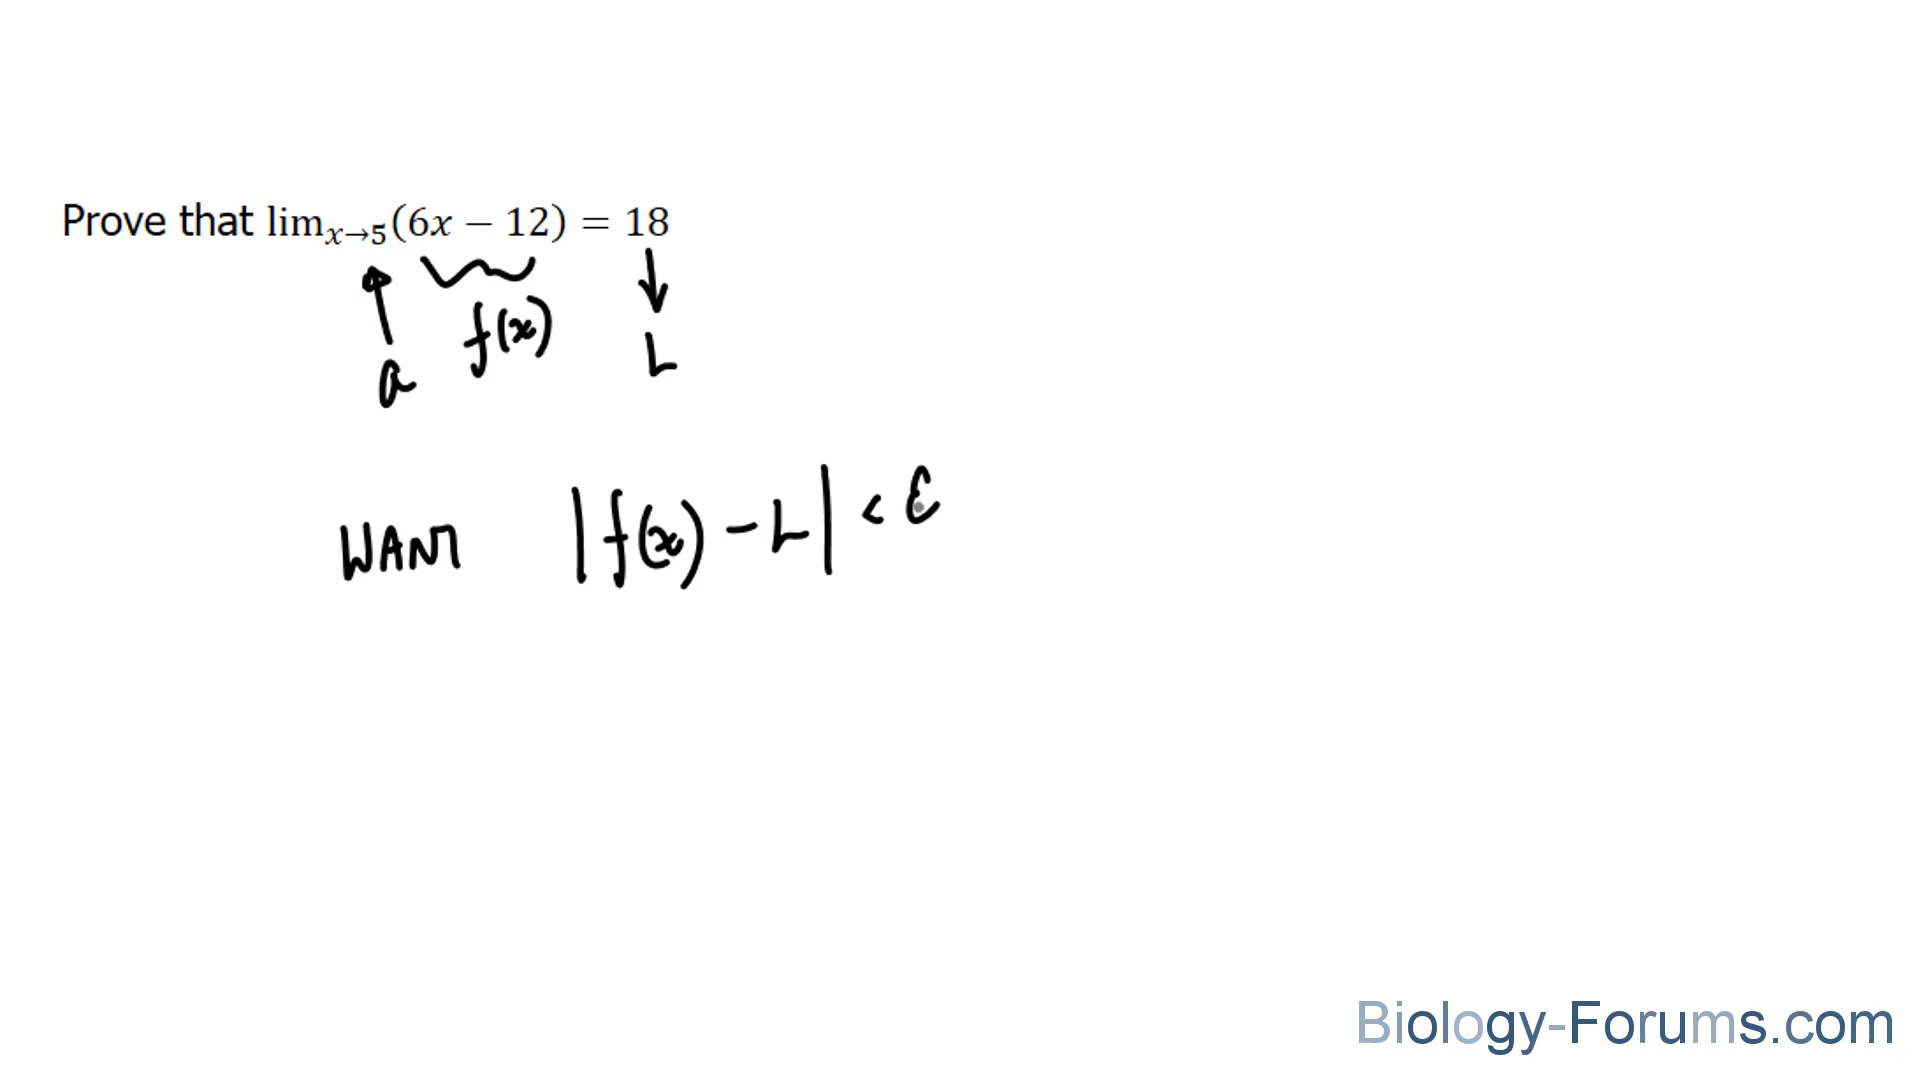 Prove that lim_{x→5}(6x − 12) = 18
a f(x) L
WANT |f(x) - L| < ε
Biology-Forums.com